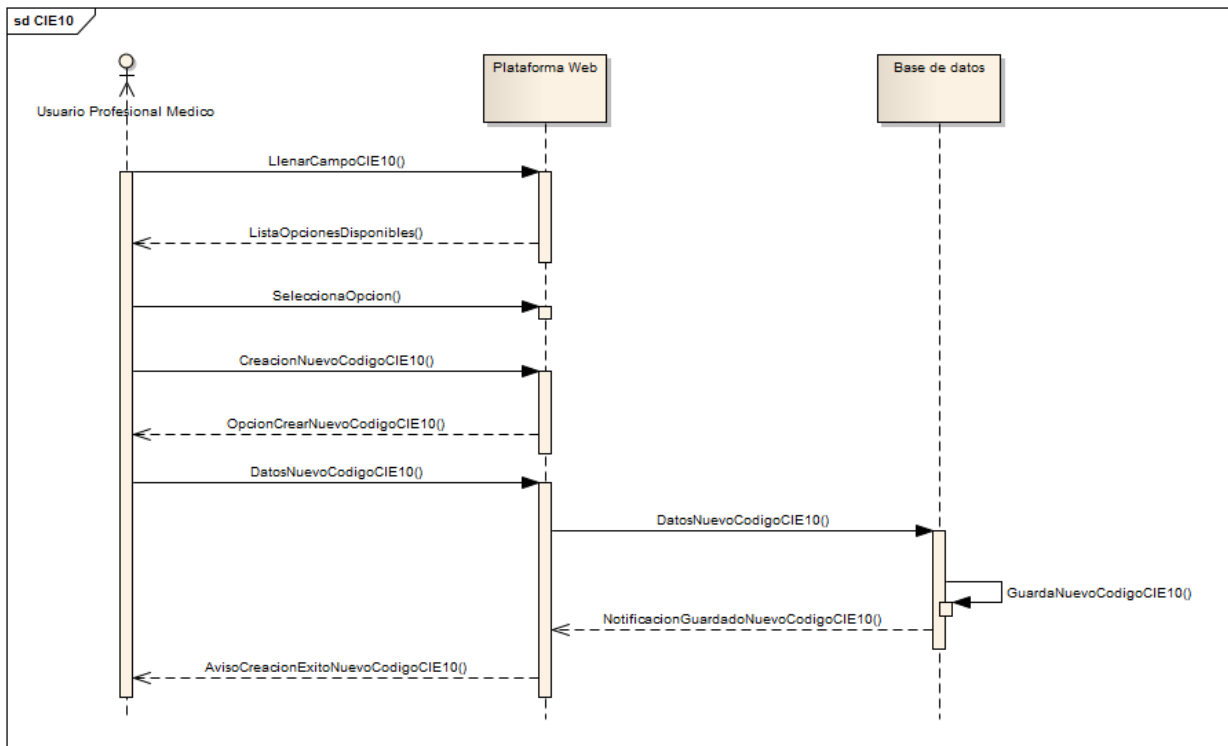 sd CIE10
Usuario Profesional Medico
Plataforma Web
Base de datos
LlenarCampoCIE10()
ListaOpcionesDisponibles()
SeleccionaOpcion()
CreacionNuevoCodigoCIE10()
OpcionCrearNuevoCodigoCIE10()
DatosNuevoCodigoCIE10()
DatosNuevoCodigoCIE10()
GuardaNuevoCodigoCIE10()
NotificacionGuardadoNuevoCodigoCIE10()
AvisoCreacionExitoNuevoCodigoCIE10()